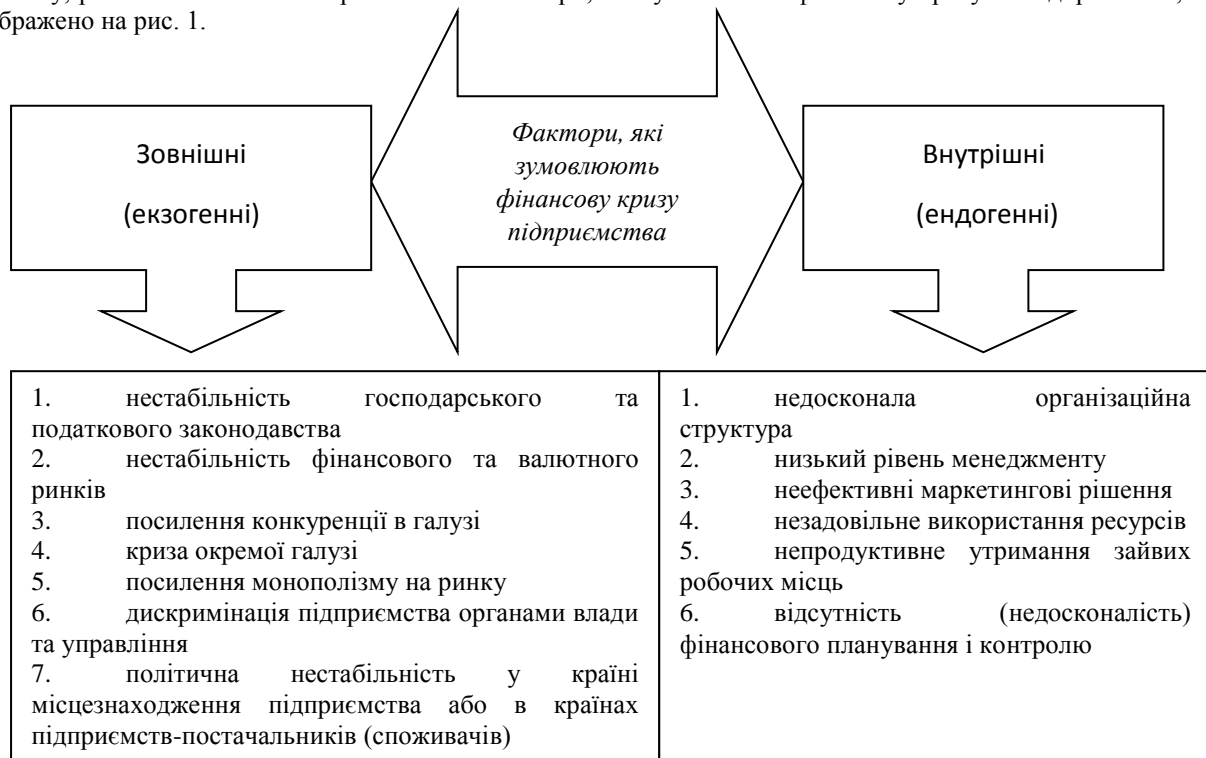 бражено на рис. 1.
Фактори, які
зумовлюють
фінансову кризу
підприємства
Зовнішні
(екзогенні)
Внутрішні
(ендогенні)
1. нестабільність господарського та
податкового законодавства
2. нестабільність фінансового та валютного
ринків
3. посилення конкуренції в галузі
4. криза окремої галузі
5. посилення монополізму на ринку
6. дискримінація підприємства органами влади
та управління
7. політична нестабільність у країні
місцезнаходження підприємства або в країнах
підприємств-постачальників (споживачів)
1. недосконала організаційна
структура
2. низький рівень менеджменту
3. неефективні маркетингові рішення
4. незадовільне використання ресурсів
5. непродуктивне утримання зайвих
робочих місць
6. відсутність (недосконалість)
фінансового планування і контролю